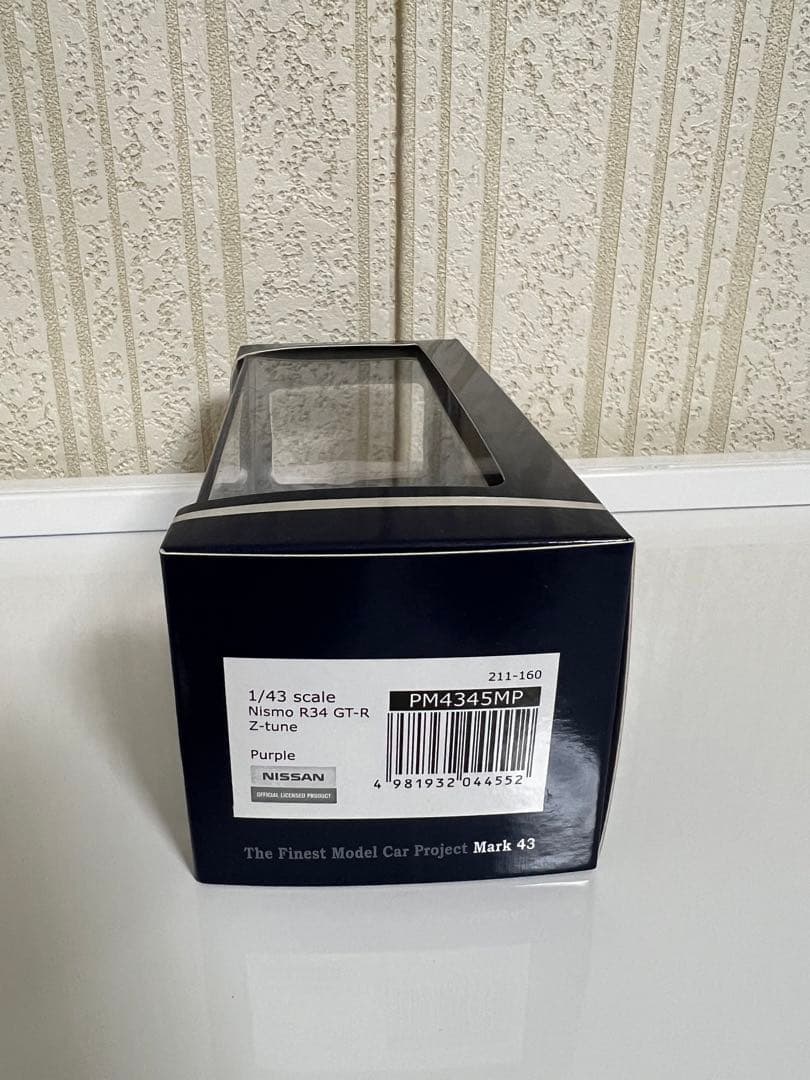 211-160
1/43 scale
PM4345MP
Nismo R34 GT-R
Z-tune
Purple
NISSAN
OFFICIAL LICENSED PRODUCT
4 981932 044552
The Finest Model Car Project Mark 43